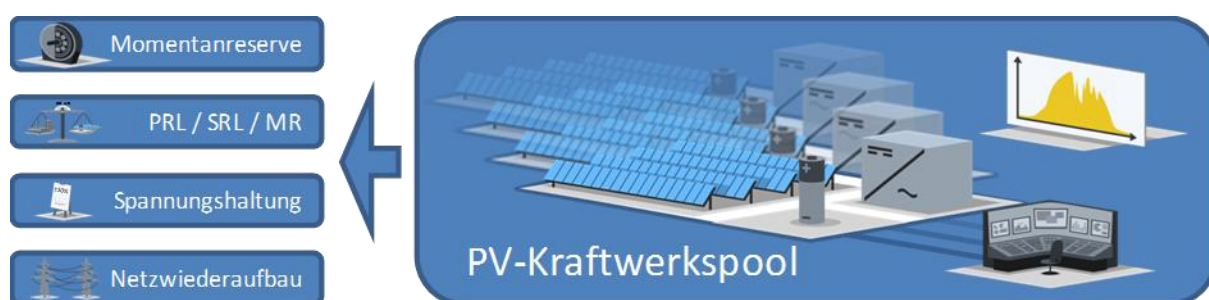 Momentanreserve
PRL / SRL / MR
Spannungshaltung
Netzwiederaufbau
PV-Kraftwerkspool